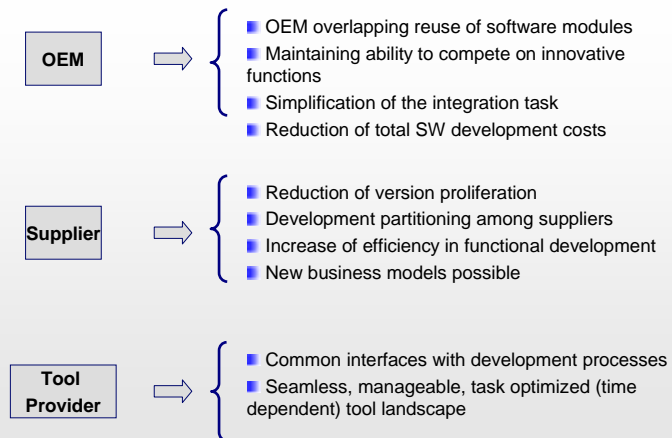 OEM
OEM overlapping reuse of software modules
Maintaining ability to compete on innovative
functions
Simplification of the integration task
Reduction of total SW development costs
Supplier
Reduction of version proliferation
Development partitioning among suppliers
Increase of efficiency in functional development
New business models possible
Tool
Provider
Common interfaces with development processes
Seamless, manageable, task optimized (time
dependent) tool landscape